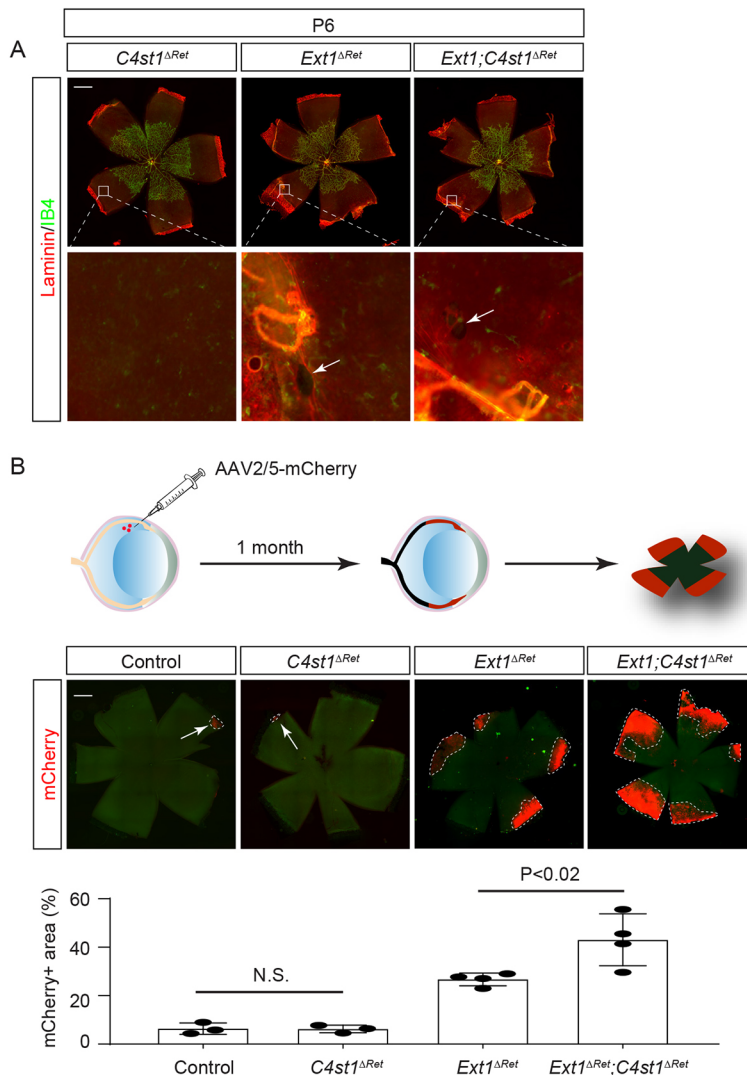 P6
A
C4st1ΔRet
Ext1ΔRet
Ext1;C4st1ΔRet
Laminin/IB4
B
AAV2/5-mCherry
1 month
Control
C4st1ΔRet
Ext1ΔRet
Ext1;C4st1ΔRet
mCherry
P<0.02
N.S.
mCherry+ area (%)
60
40
20
0
Control
C4st1ΔRet
Ext1ΔRet
Ext1ΔRet;C4st1ΔRet